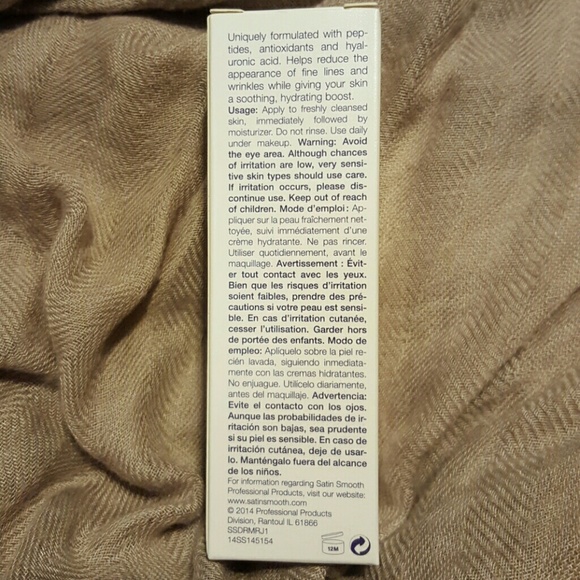 Uniquely formulated with pep-
tides, antioxidants and hyal-
uronic acid. Helps reduce the
appearance of fine lines and
wrinkles while giving your skin
a soothing, hydrating boost.
Usage: Apply to freshly cleansed
skin, immediately followed by
moisturizer. Do not rinse. Use daily
under makeup. Warning: Avoid
the eye area. Although chances
of irritation are low, very sensi-
tive skin types should use care.
If irritation occurs, please dis-
continue use. Keep out of reach
of children. Mode d'emploi: Ap-
pliquer sur la peau fraîchement net-
toyée, suivi immédiatement d'une
crème hydratante. Ne pas rincer.
Utiliser quotidiennement, avant le
maquillage. Avertissement : Évit-
er tout contact avec les yeux.
Bien que les risques d'irritation
soient faibles, prendre des pré-
cautions si votre peau est sensi-
ble. En cas d'irritation cutanée,
cesser l'utilisation. Garder hors
de portée des enfants. Modo de
empleo: Aplíquelo sobre la piel re-
cién lavada, siguiendo inmediata-
mente con las cremas hidratantes.
No enjuague. Utilícelo diariamente,
antes del maquillaje. Advertencia:
Evite el contacto con los ojos.
Aunque las probabilidades de ir-
ritación son bajas, sea prudente
si su piel es sensible. En caso de
irritación cutánea, deje de usar-
lo. Manténgalo fuera del alcance
de los niños.
For information regarding Satin Smooth
Professional Products, visit our website:
www.satinsmooth.com
© 2014 Professional Products
Division, Rantoul IL 61866
SSDRMRJ1
14SS145154
12M